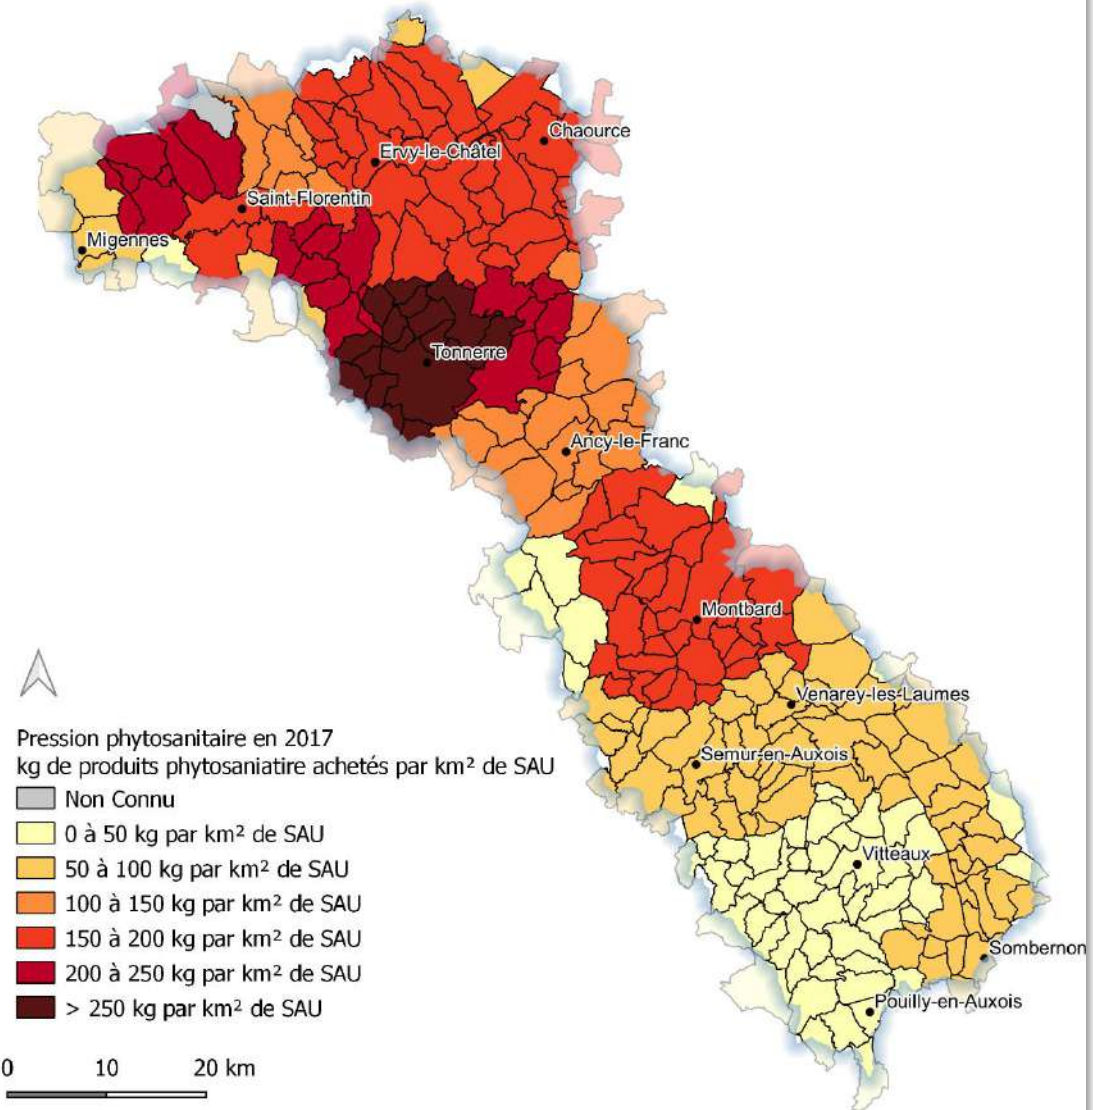 Chaource
Ervy-le-Châtel
Saint-Florentin
Migennes
Tonnerre
Ancy-le-Franc
Montbard
Venarey-les-Laumes
Semur-en-Auxois
Vitteaux
Sombernon
Pouilly-en-Auxois
Pression phytosanitaire en 2017
kg de produits phytosaniatire achetés par km² de SAU
Non Connu
0 à 50 kg par km² de SAU
50 à 100 kg par km² de SAU
100 à 150 kg par km² de SAU
150 à 200 kg par km² de SAU
200 à 250 kg par km² de SAU
> 250 kg par km² de SAU
0 10 20 km